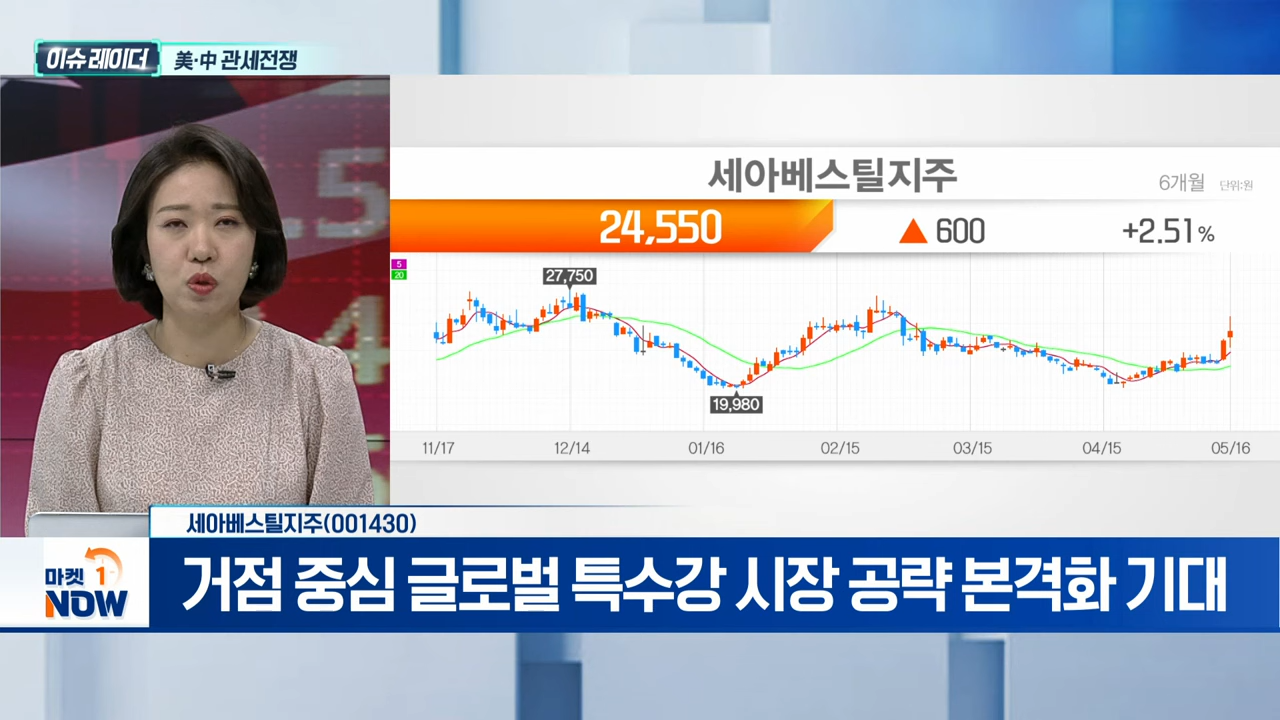 이슈 레이더 美·中 관세전쟁
세아베스틸지주
6개월 단위:원
24,550 ▲ 600 +2.51%
5
20
27,750
19,980
11/17 12/14 01/16 02/15 03/15 04/15 05/16
세아베스틸지주(001430)
마켓 1
NOW
거점 중심 글로벌 특수강 시장 공략 본격화 기대